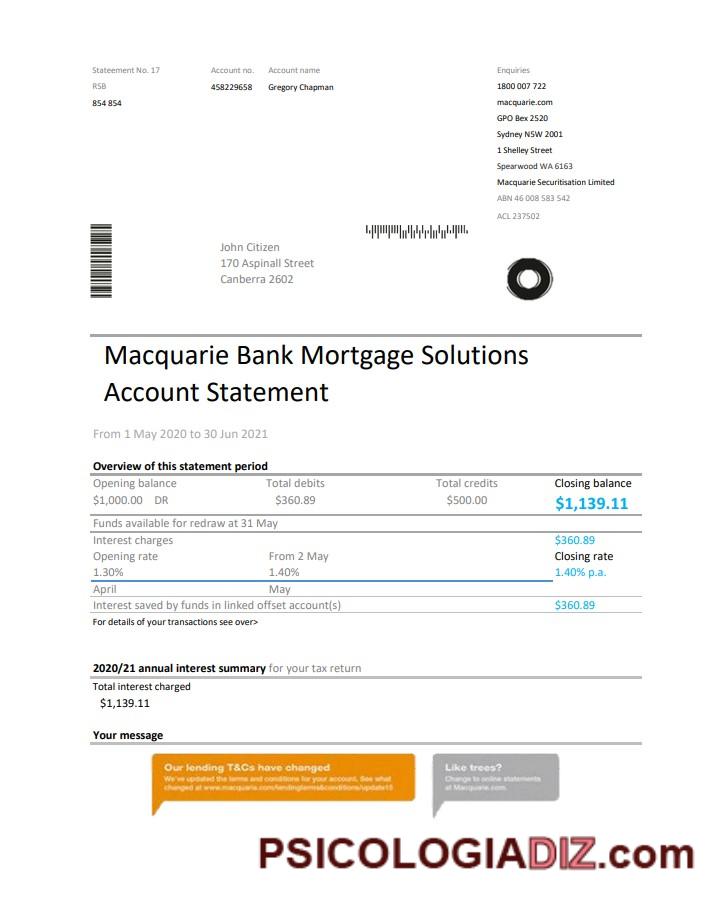 Stateement No. 17
RSB
854 854
Account no.
458229658
Account name
Gregory Chapman
Enquiries
1800 007 722
macquarie.com
GPO Bex 2520
Sydney N5W 2001
1 Shelley Street
Spearwood WA 6163
Macquarie Securitisation Limited
ABN 46 008 583 542
ACL 237502
John Citizen
170 Aspinall Street
Canberra 2602
Macquarie Bank Mortgage Solutions
Account Statement
From 1 May 2020 to 30 Jun 2021
Overview of this statement period
Opening balance Total debits Total credits Closing balance
$1,000.00 DR $360.89 $500.00 $1,139.11
Funds available for redraw at 31 May
Interest charges $360.89
Opening rate From 2 May Closing rate
1.30% 1.40% 1.40% p.a.
April May
Interest saved by funds in linked offset account(s) $360.89
For details of your transactions see over>
2020/21 annual interest summary for your tax return
Total interest charged
$1,139.11
Your message
Our lending T&Cs have changed
We've updated the terms and conditions for your account. See what
changed at www.macquarie.com/lendingterms&conditions/update15
Like trees?
Change to online statements
at Macquarie.com.
PSICOLOGIADIZ.com